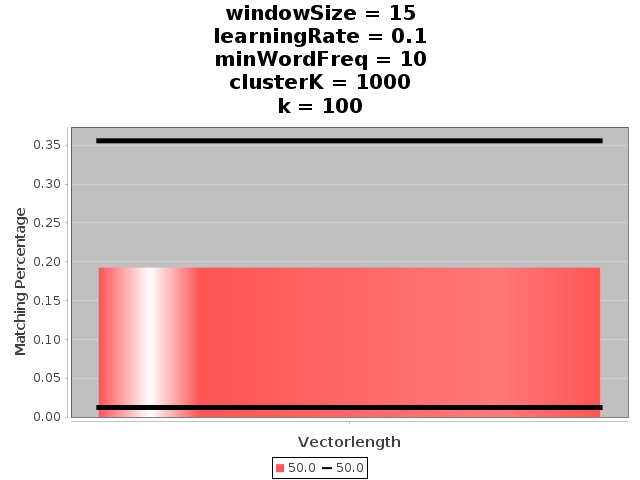 windowSize = 15
learningRate = 0.1
minWordFreq = 10
clusterK = 1000
k = 100
Matching Percentage
0.35
0.30
0.25
0.20
0.15
0.10
0.05
0.00
Vectorlength
50.0 50.0